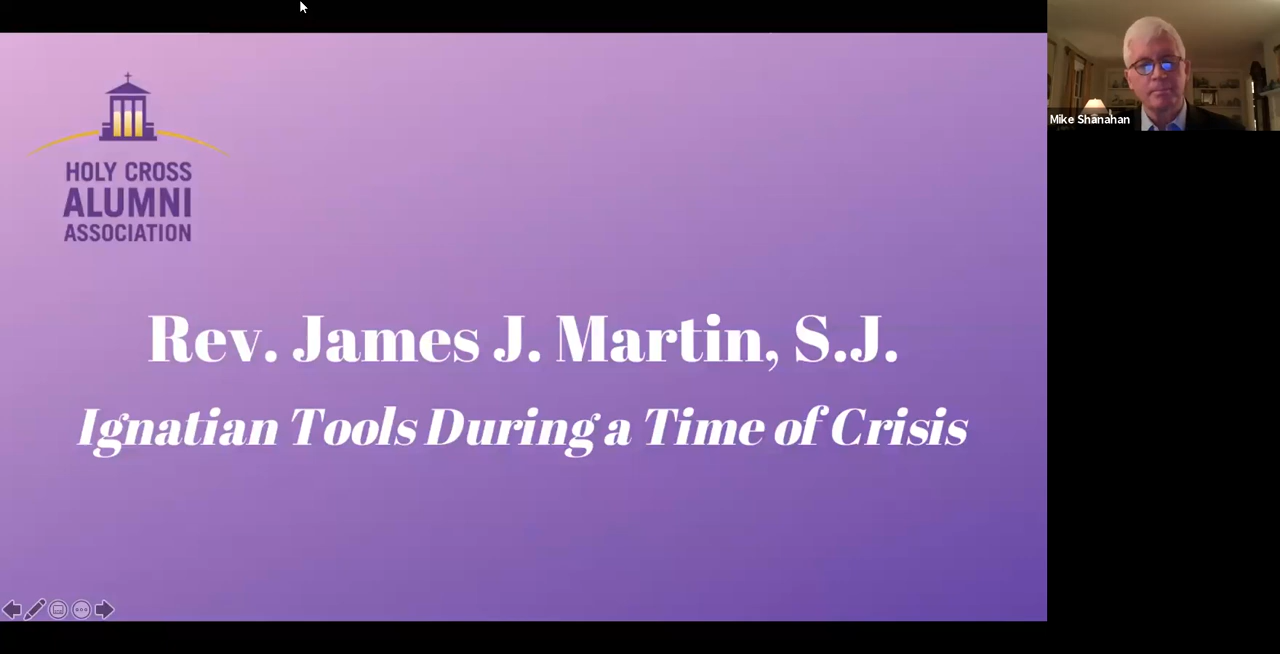 HOLY CROSS
ALUMNI
ASSOCIATION
Rev. James J. Martin, S.J.
Ignatian Tools During a Time of Crisis
Mike Shanahan